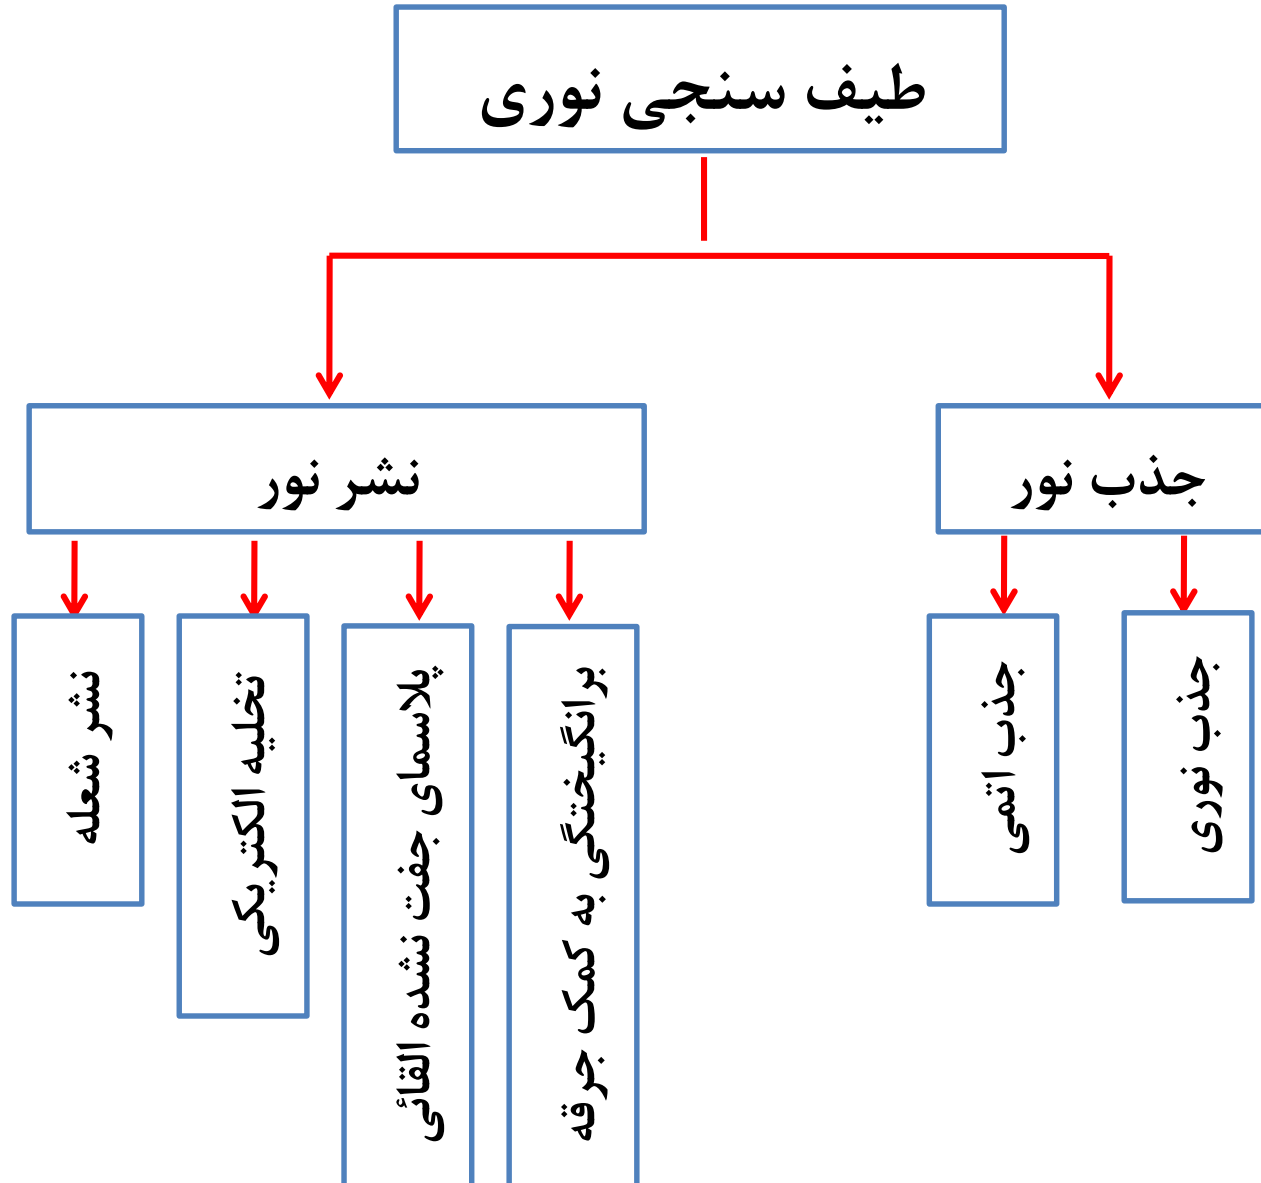 طیف سنجی نوری
جذب نور
نشر نور
جذب نوری
جذب اتمی
برانگیختگی به کمک جرقه
پلاسمای جفت نشده القائی
تخلیه الکتریکی
نشر شعله